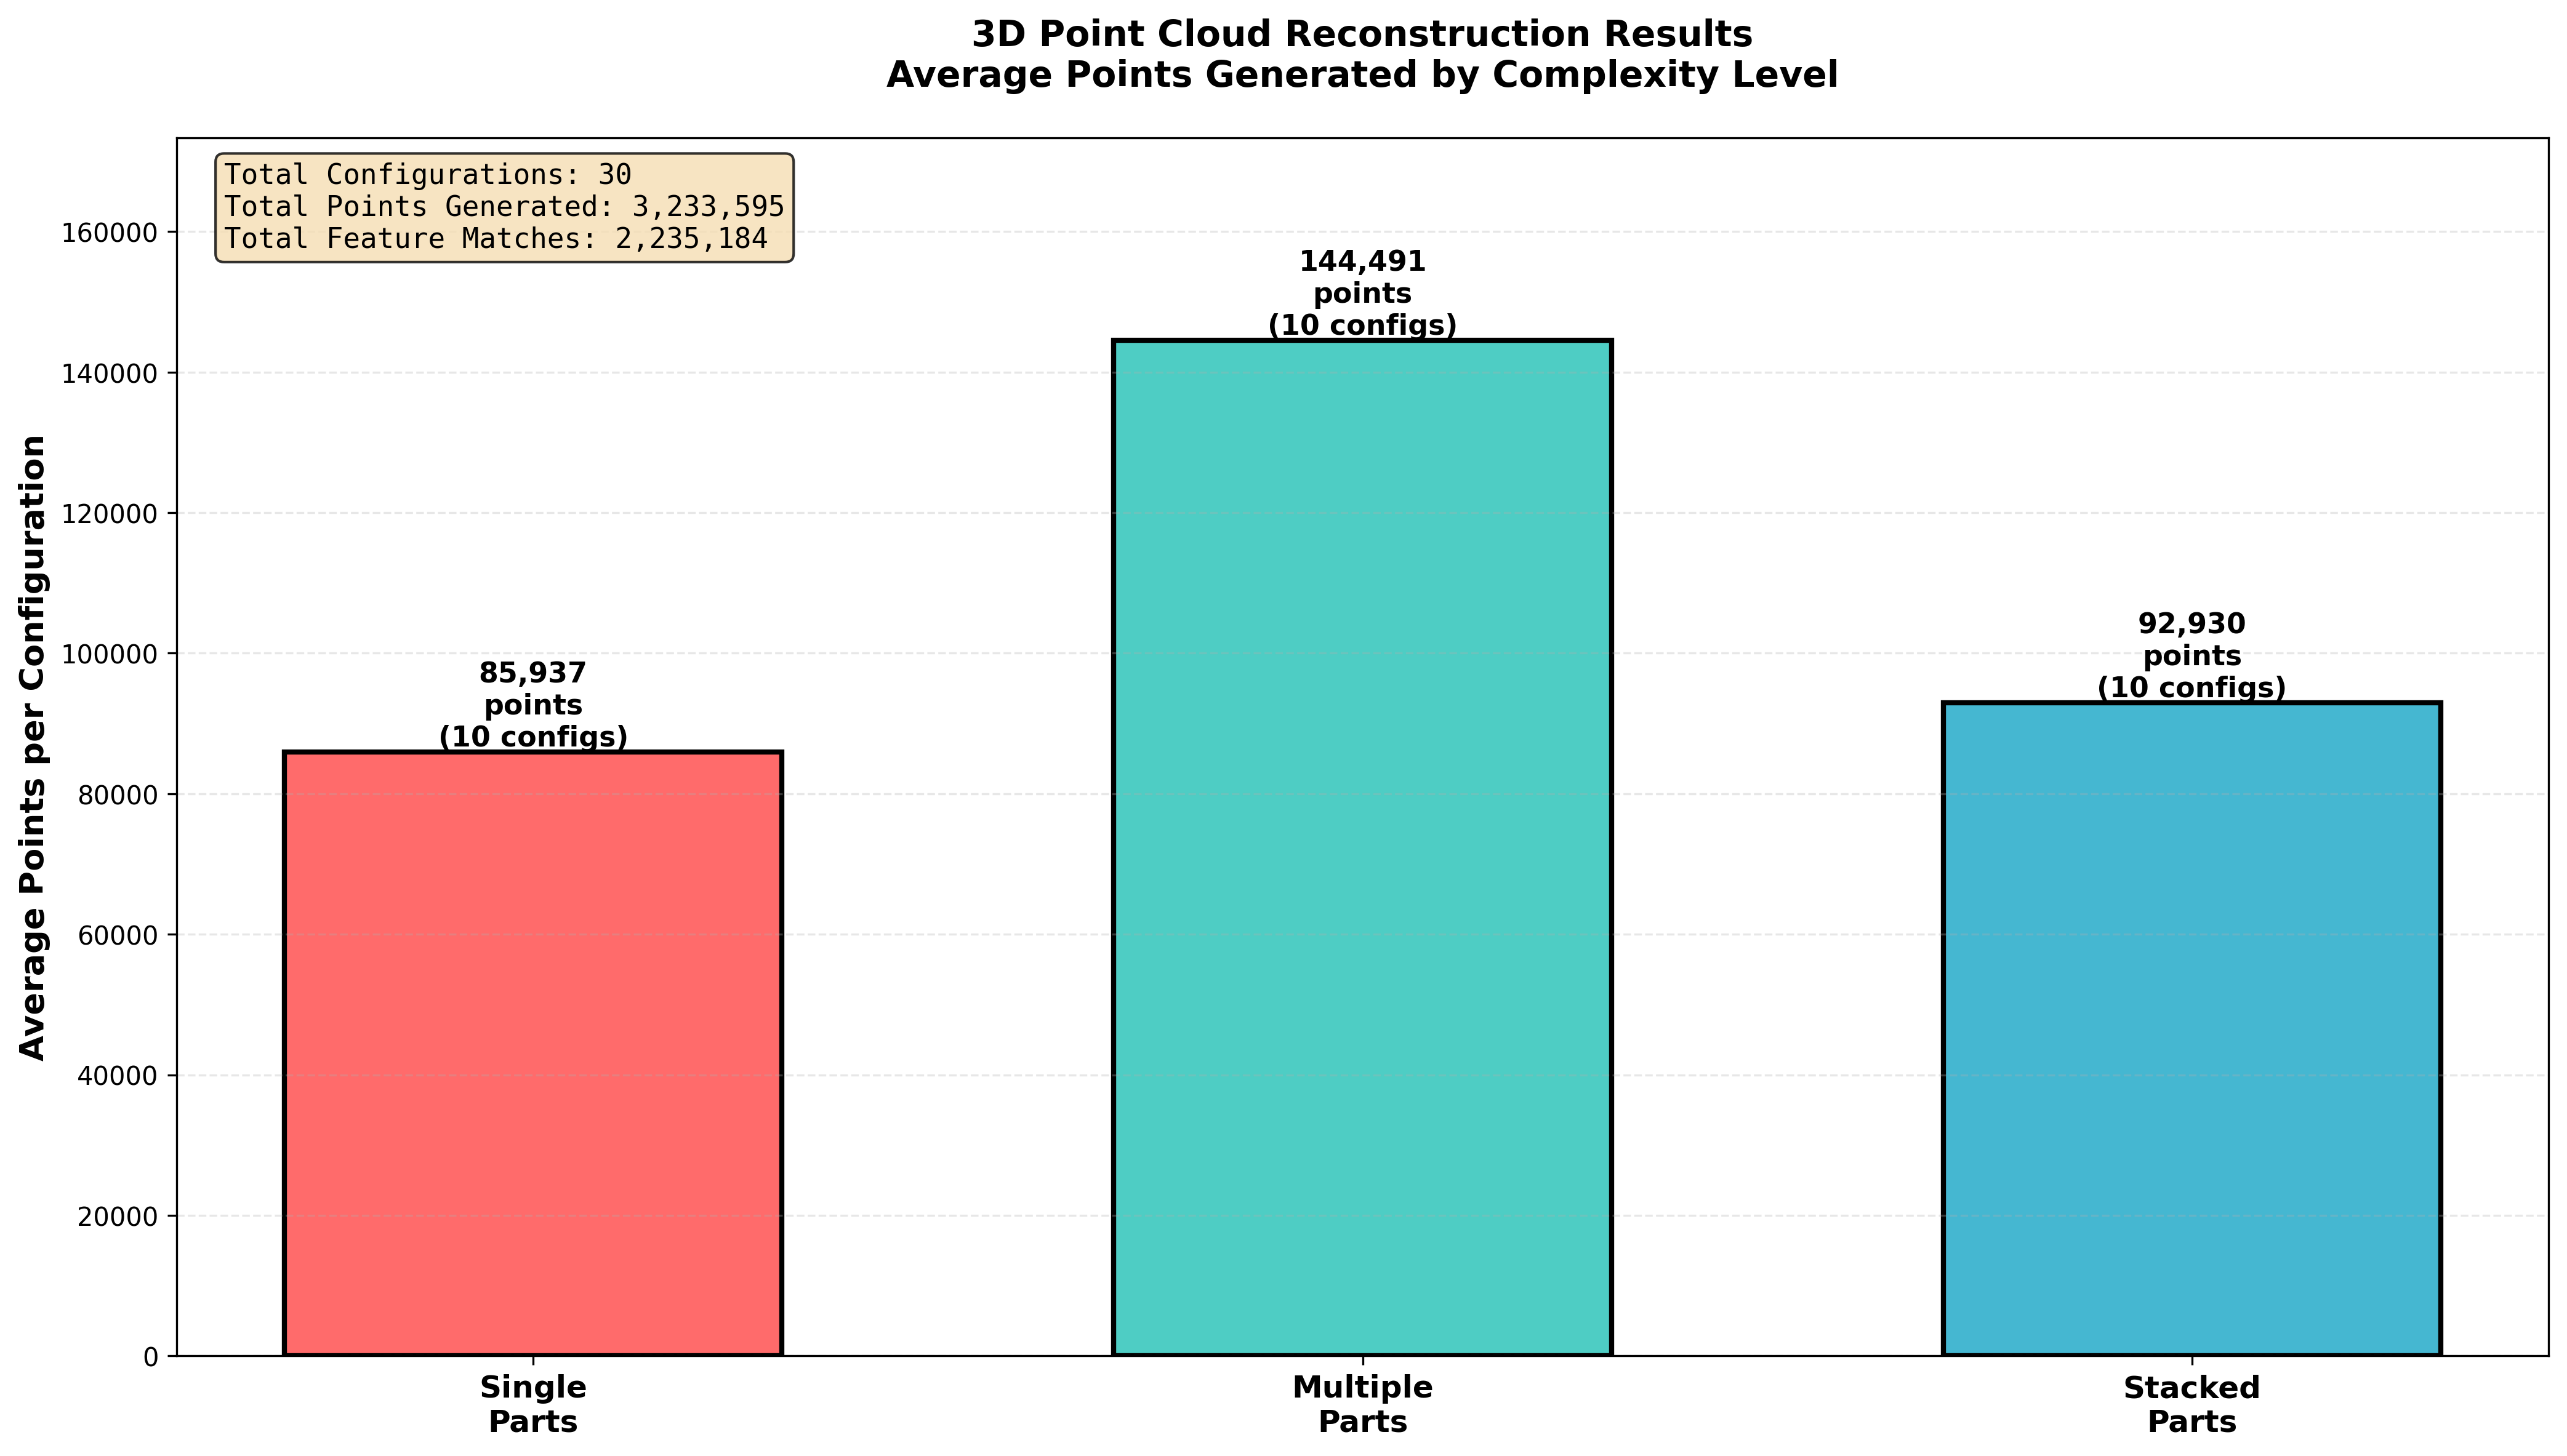 3D Point Cloud Reconstruction Results
Average Points Generated by Complexity Level
Total Configurations: 30
Total Points Generated: 3,233,595
Total Feature Matches: 2,235,184
Average Points per Configuration
160000
140000
120000
100000
80000
60000
40000
20000
0
85,937
points
(10 configs)
144,491
points
(10 configs)
92,930
points
(10 configs)
Single
Parts
Multiple
Parts
Stacked
Parts